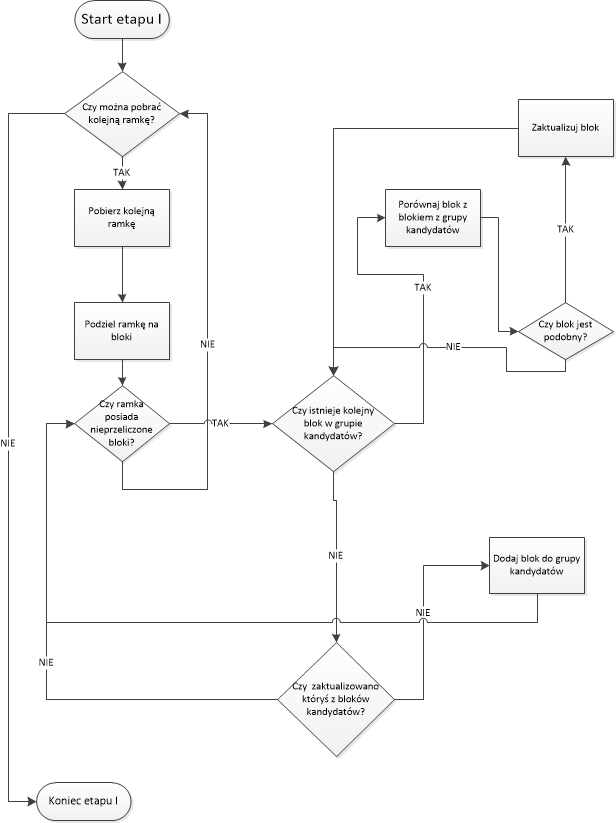 Start etapu I
Czy można pobrać
kolejną ramkę?
TAK
Pobierz kolejną
ramkę
Podziel ramkę na
bloki
NIE
Czy ramka
posiada
nieprzeliczone
bloki?
TAK
Zaktualizuj blok
Porównaj blok z
blokiem z grupy
kandydatów
TAK
TAK
Czy blok jest
podobny?
NIE
Czy istnieje kolejny
blok w grupie
kandydatów?
NIE
NIE
Dodaj blok do grupy
kandydatów
NIE
NIE
Czy zaktualizowano
któryś z bloków
kandydatów?
Koniec etapu I